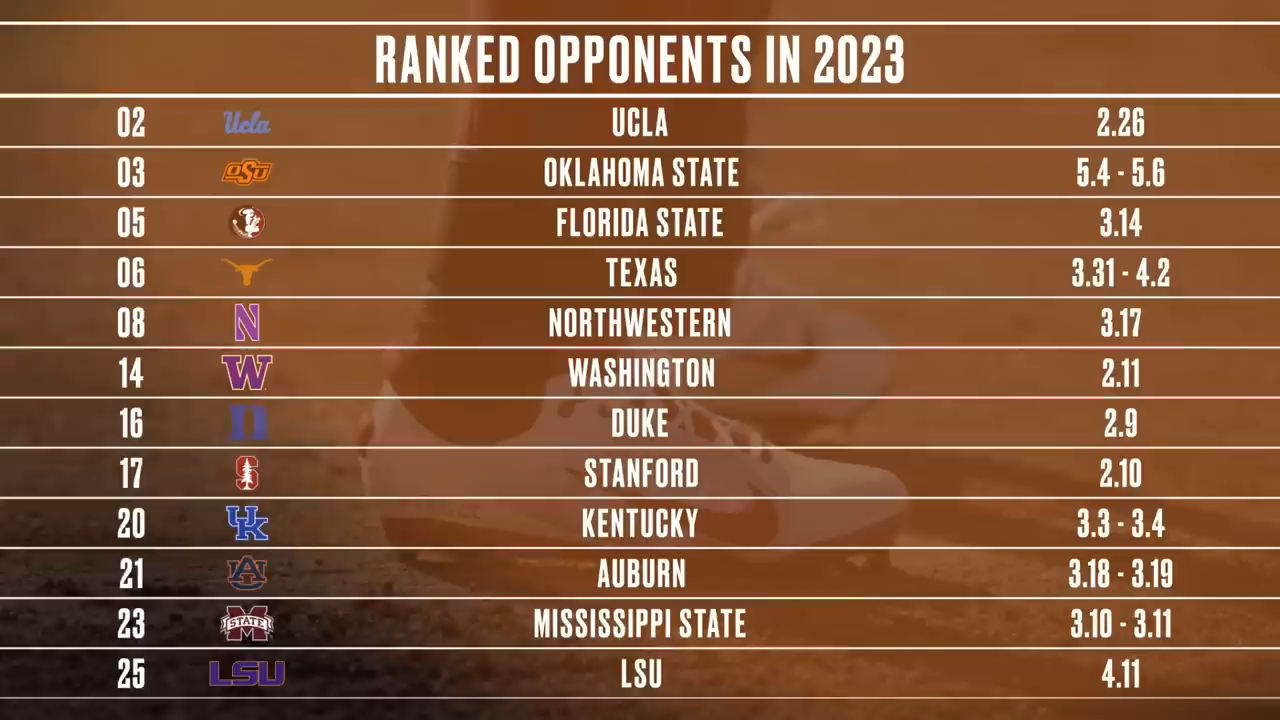 RANKED OPPONENTS IN 2023
02 Ucla UCLA 2.26
03 OSU OKLAHOMA STATE 5.4 - 5.6
05 FLORIDA STATE 3.14
06 TEXAS 3.31 - 4.2
08 N NORTHWESTERN 3.17
14 W WASHINGTON 2.11
16 D DUKE 2.9
17 S STANFORD 2.10
20 UK KENTUCKY 3.3 - 3.4
21 AU AUBURN 3.18 - 3.19
23 M STATE MISSISSIPPI STATE 3.10 - 3.11
25 LSU LSU 4.11